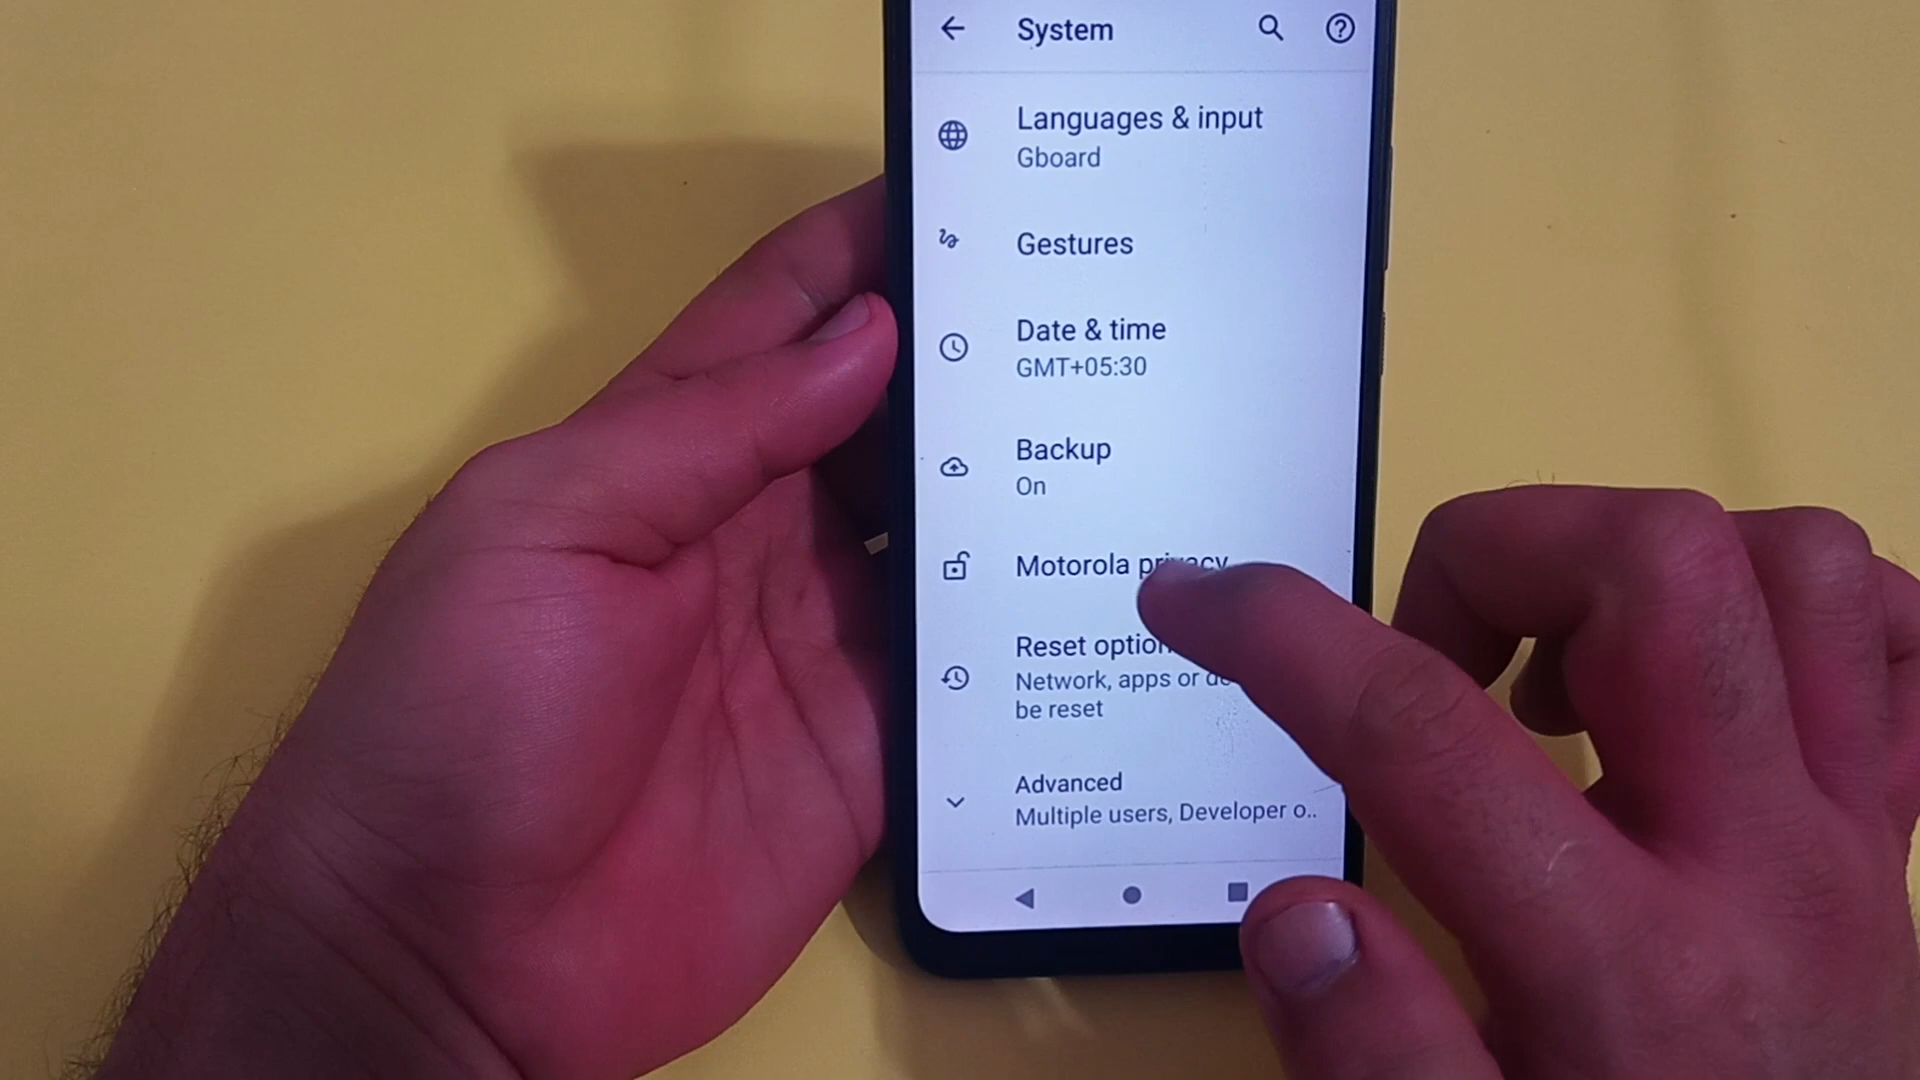 System
Languages & input
Gboard
Gestures
Date & time
GMT+05:30
Backup
On
Motorola privacy
Reset option
Network, apps or
be reset
Advanced
Multiple users, Developer o..